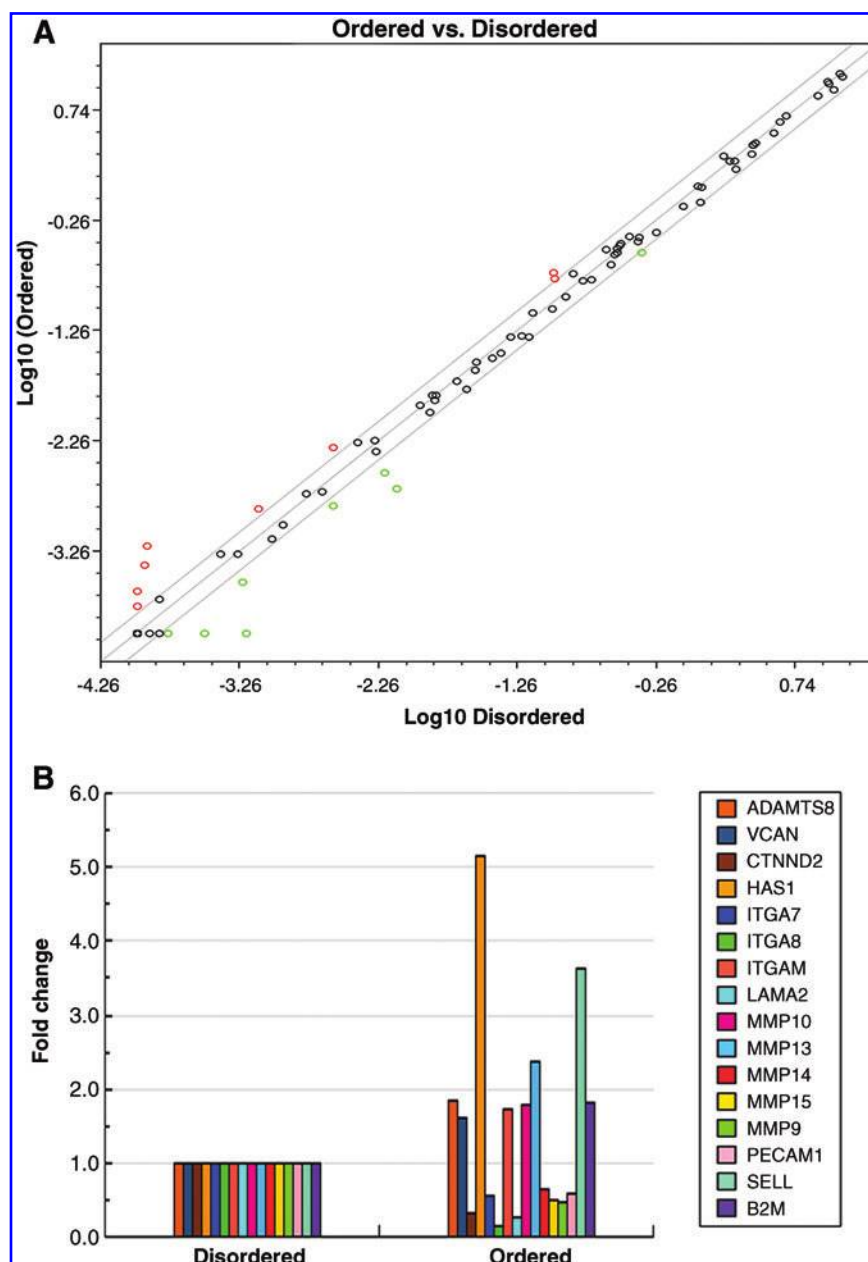 A
Ordered vs. Disordered
0.74
-0.26
-1.26
-2.26
-3.26
Log10 (Ordered)
-4.26 -3.26 -2.26 -1.26 -0.26 0.74
Log10 Disordered
B
6.0
5.0
4.0
3.0
2.0
1.0
0.0
Fold change
Disordered Ordered
ADAMTS8
VCAN
CTNND2
HAS1
ITGA7
ITGA8
ITGAM
LAMA2
MMP10
MMP13
MMP14
MMP15
MMP9
PECAM1
SELL
B2M